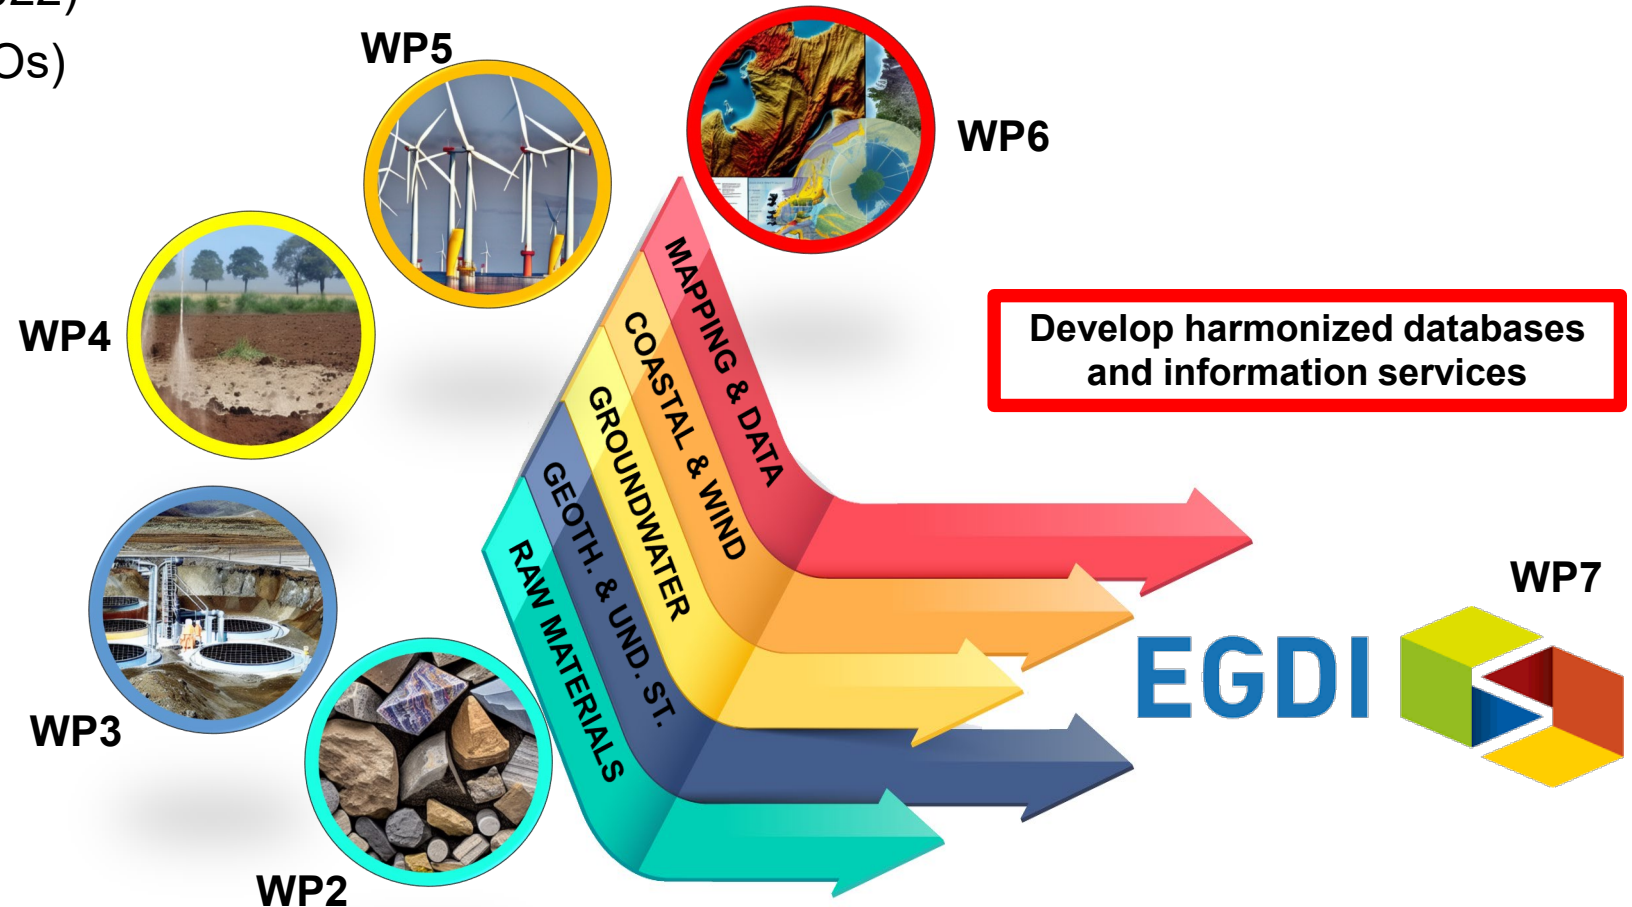 Os)
WP5
WP6
WP4
MAPPING & DATA
COASTAL & WIND
GROUNDWATER
GEOTH. & UND. ST.
RAW MATERIALS
Develop harmonized databases
and information services
WP3
WP2
WP7
EGDI